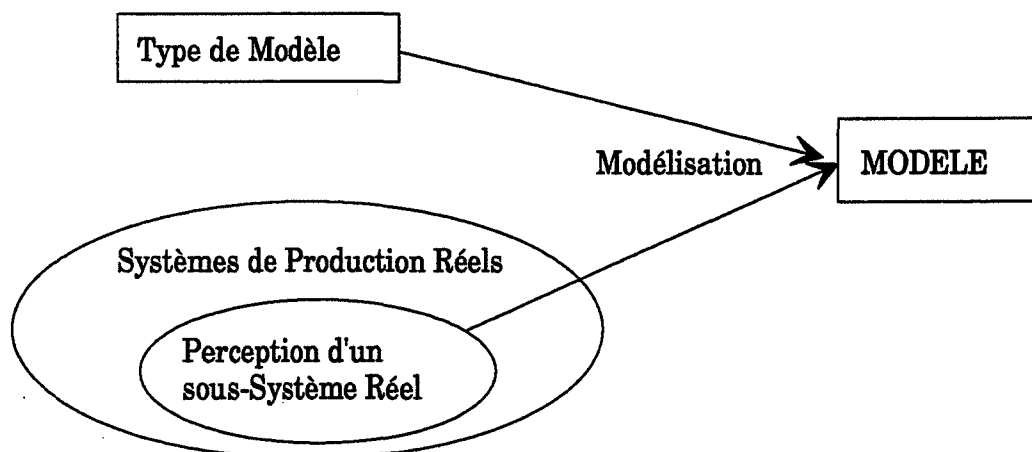 Type de Modèle
Modélisation
MODELE
Systèmes de Production Réels
Perception d'un
sous-Système Réel